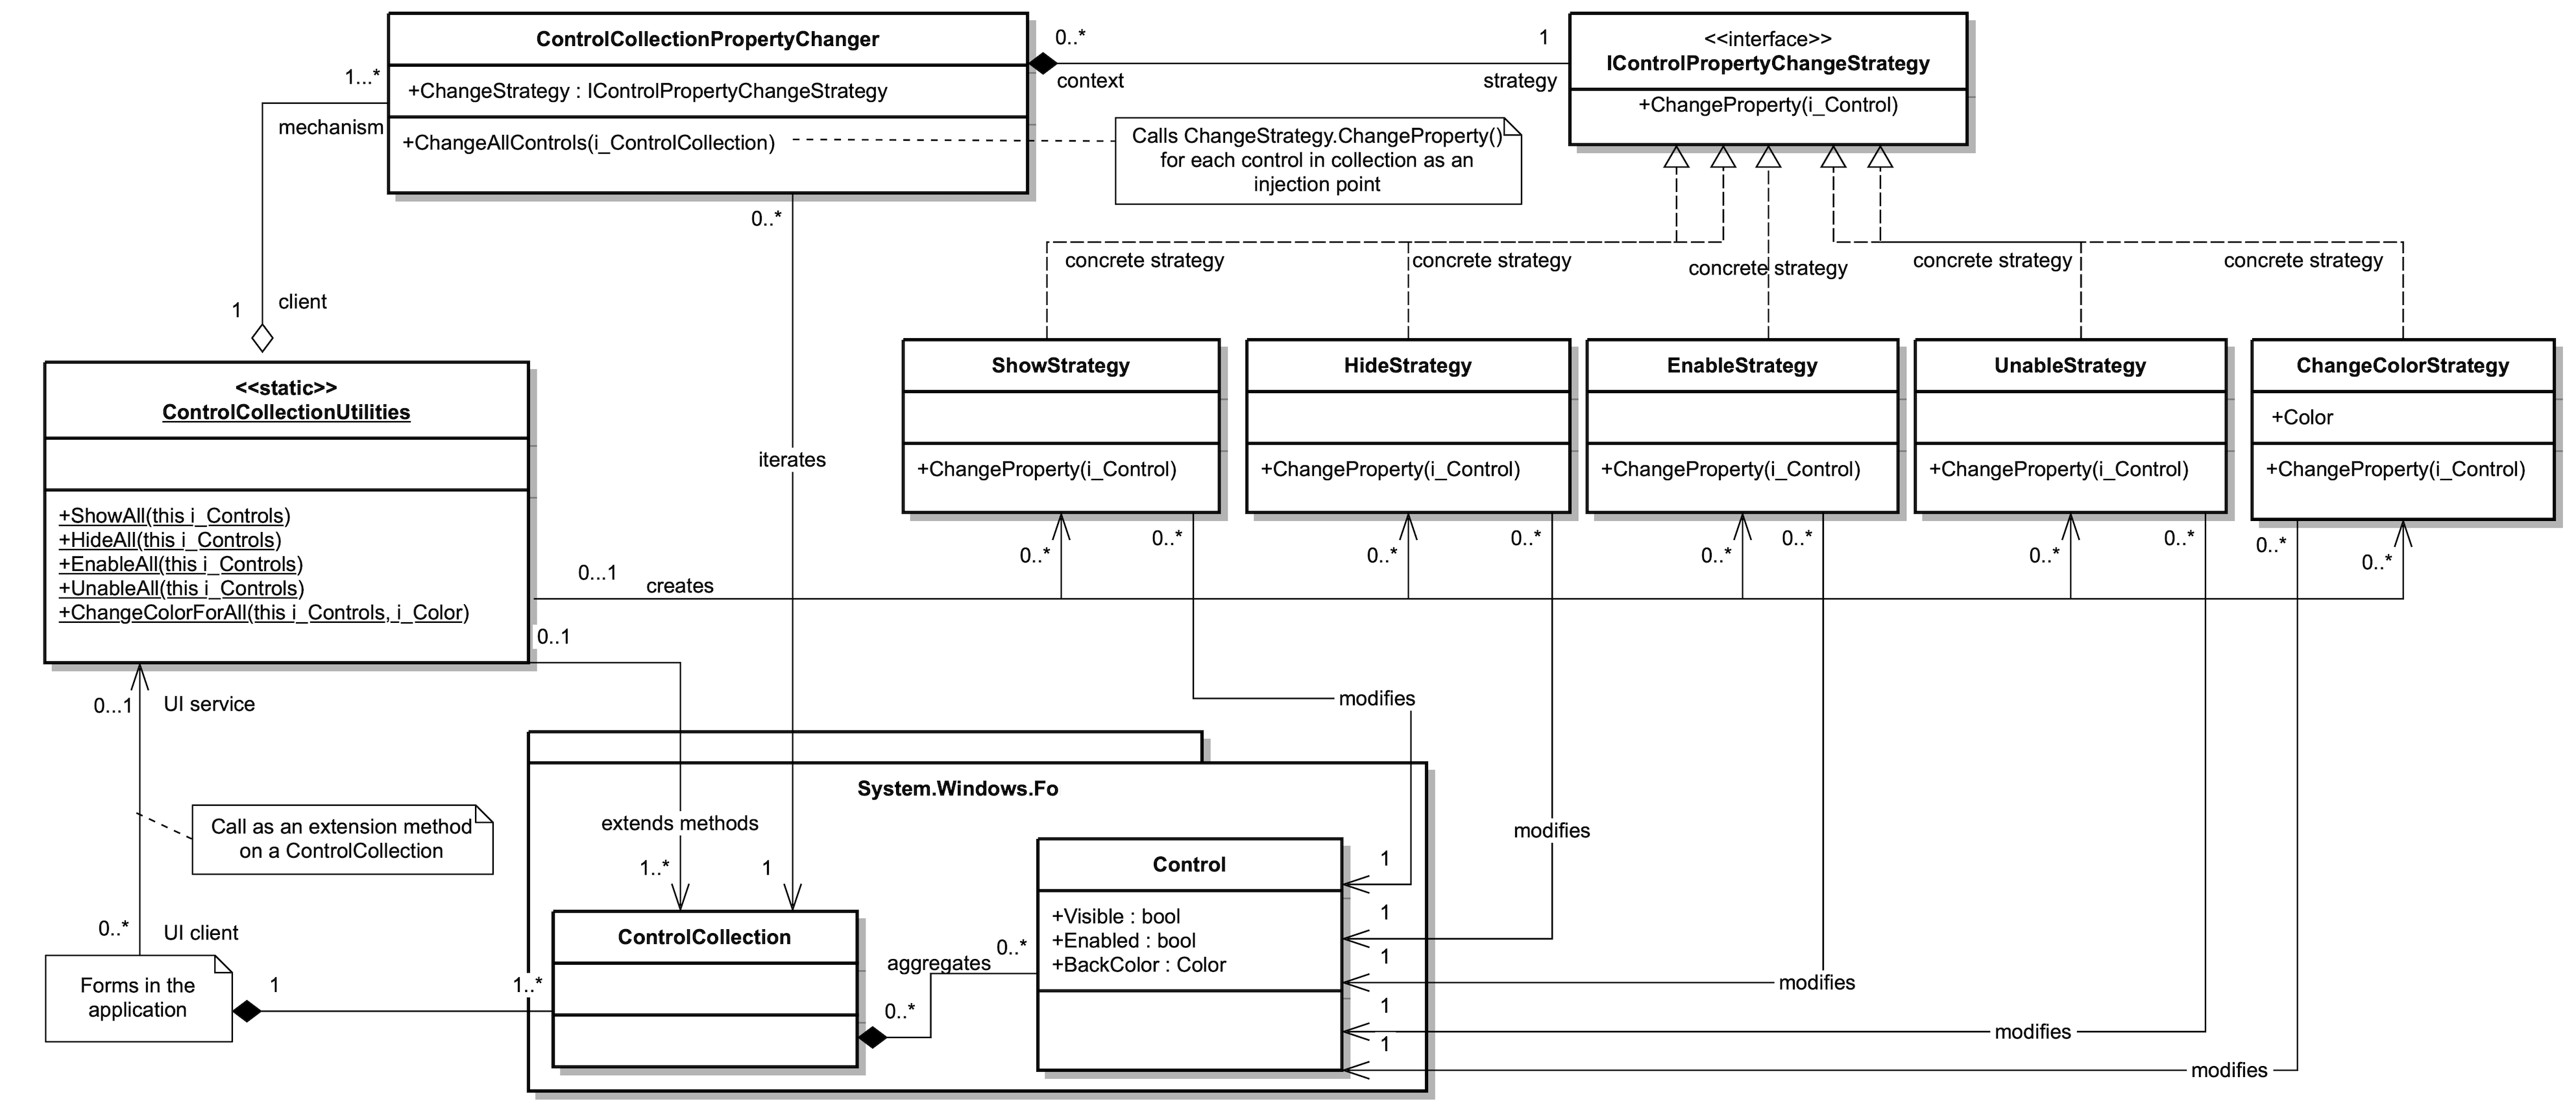 ControlCollectionPropertyChanger
+ChangeStrategy : IControlPropertyChangeStrategy
+ChangeAllControls(i_ControlCollection)
0..*
context
1
strategy
<<interface>>
IControlPropertyChangeStrategy
+ChangeProperty(i_Control)
Calls ChangeStrategy.ChangeProperty()
for each control in collection as an
injection point
1...*
mechanism
1
client
0..*
iterates
concrete strategy
concrete strategy
concrete strategy
concrete strategy
concrete strategy
<<static>>
ControlCollectionUtilities
+ShowAll(this i_Controls)
+HideAll(this i_Controls)
+EnableAll(this i_Controls)
+UnableAll(this i_Controls)
+ChangeColorForAll(this i_Controls, i_Color)
ShowStrategy
+ChangeProperty(i_Control)
HideStrategy
+ChangeProperty(i_Control)
EnableStrategy
+ChangeProperty(i_Control)
UnableStrategy
+ChangeProperty(i_Control)
ChangeColorStrategy
+Color
+ChangeProperty(i_Control)
0..*
0..*
0..*
0..*
0..*
0..*
0..*
0..*
0..*
0..*
0...1
creates
0..1
0...1
UI service
modifies
System.Windows.Fo
extends methods
modifies
Call as an extension method
on a ControlCollection
1..*
1
Control
+Visible : bool
+Enabled : bool
+BackColor : Color
1
1
1
1
1
ControlCollection
aggregates
0..*
0..*
0..*
UI client
Forms in the
application
1
1..*
modifies
modifies
modifies